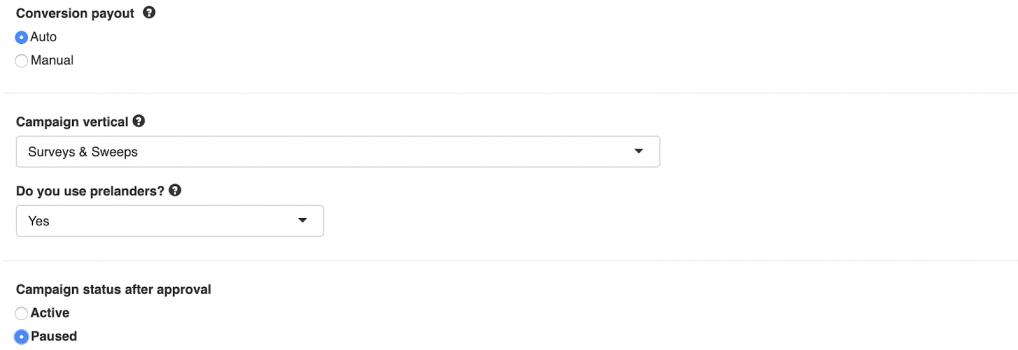 Conversion payout
Auto
Manual
Campaign vertical
Surveys & Sweeps
Do you use prelanders?
Yes
Campaign status after approval
Active
Paused